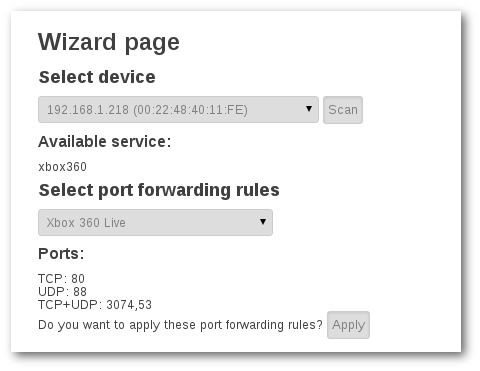 Wizard page
Select device
192.168.1.218 (00:22:48:40:11:FE) Scan
Available service:
xbox360
Select port forwarding rules
Xbox 360 Live
Ports:
TCP: 80
UDP: 88
TCP+UDP: 3074,53
Do you want to apply these port forwarding rules? Apply